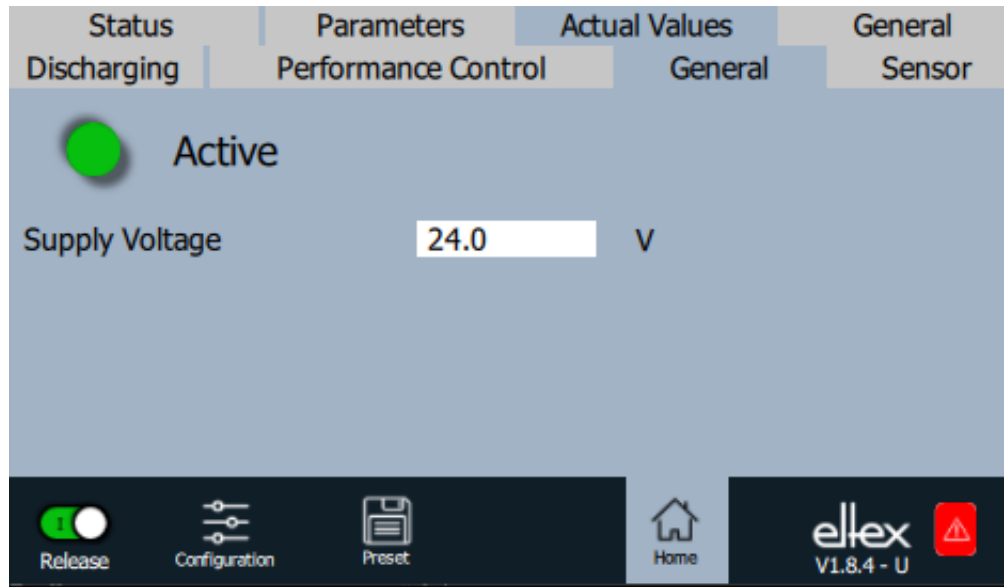 Status Parameters Actual Values General
Discharging Performance Control General Sensor
Active
Supply Voltage 24.0 V
I
Release Configuration Preset Home eltex
V1.8.4 - U